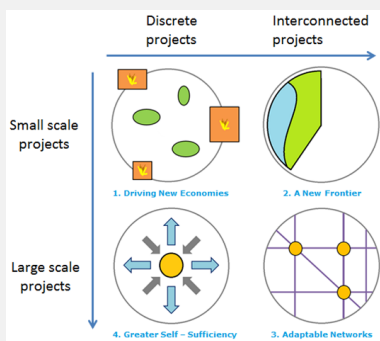 Discrete
projects
Interconnected
projects
Small scale
projects
1. Driving New Economies
2. A New Frontier
Large scale
projects
4. Greater Self – Sufficiency
3. Adaptable Networks